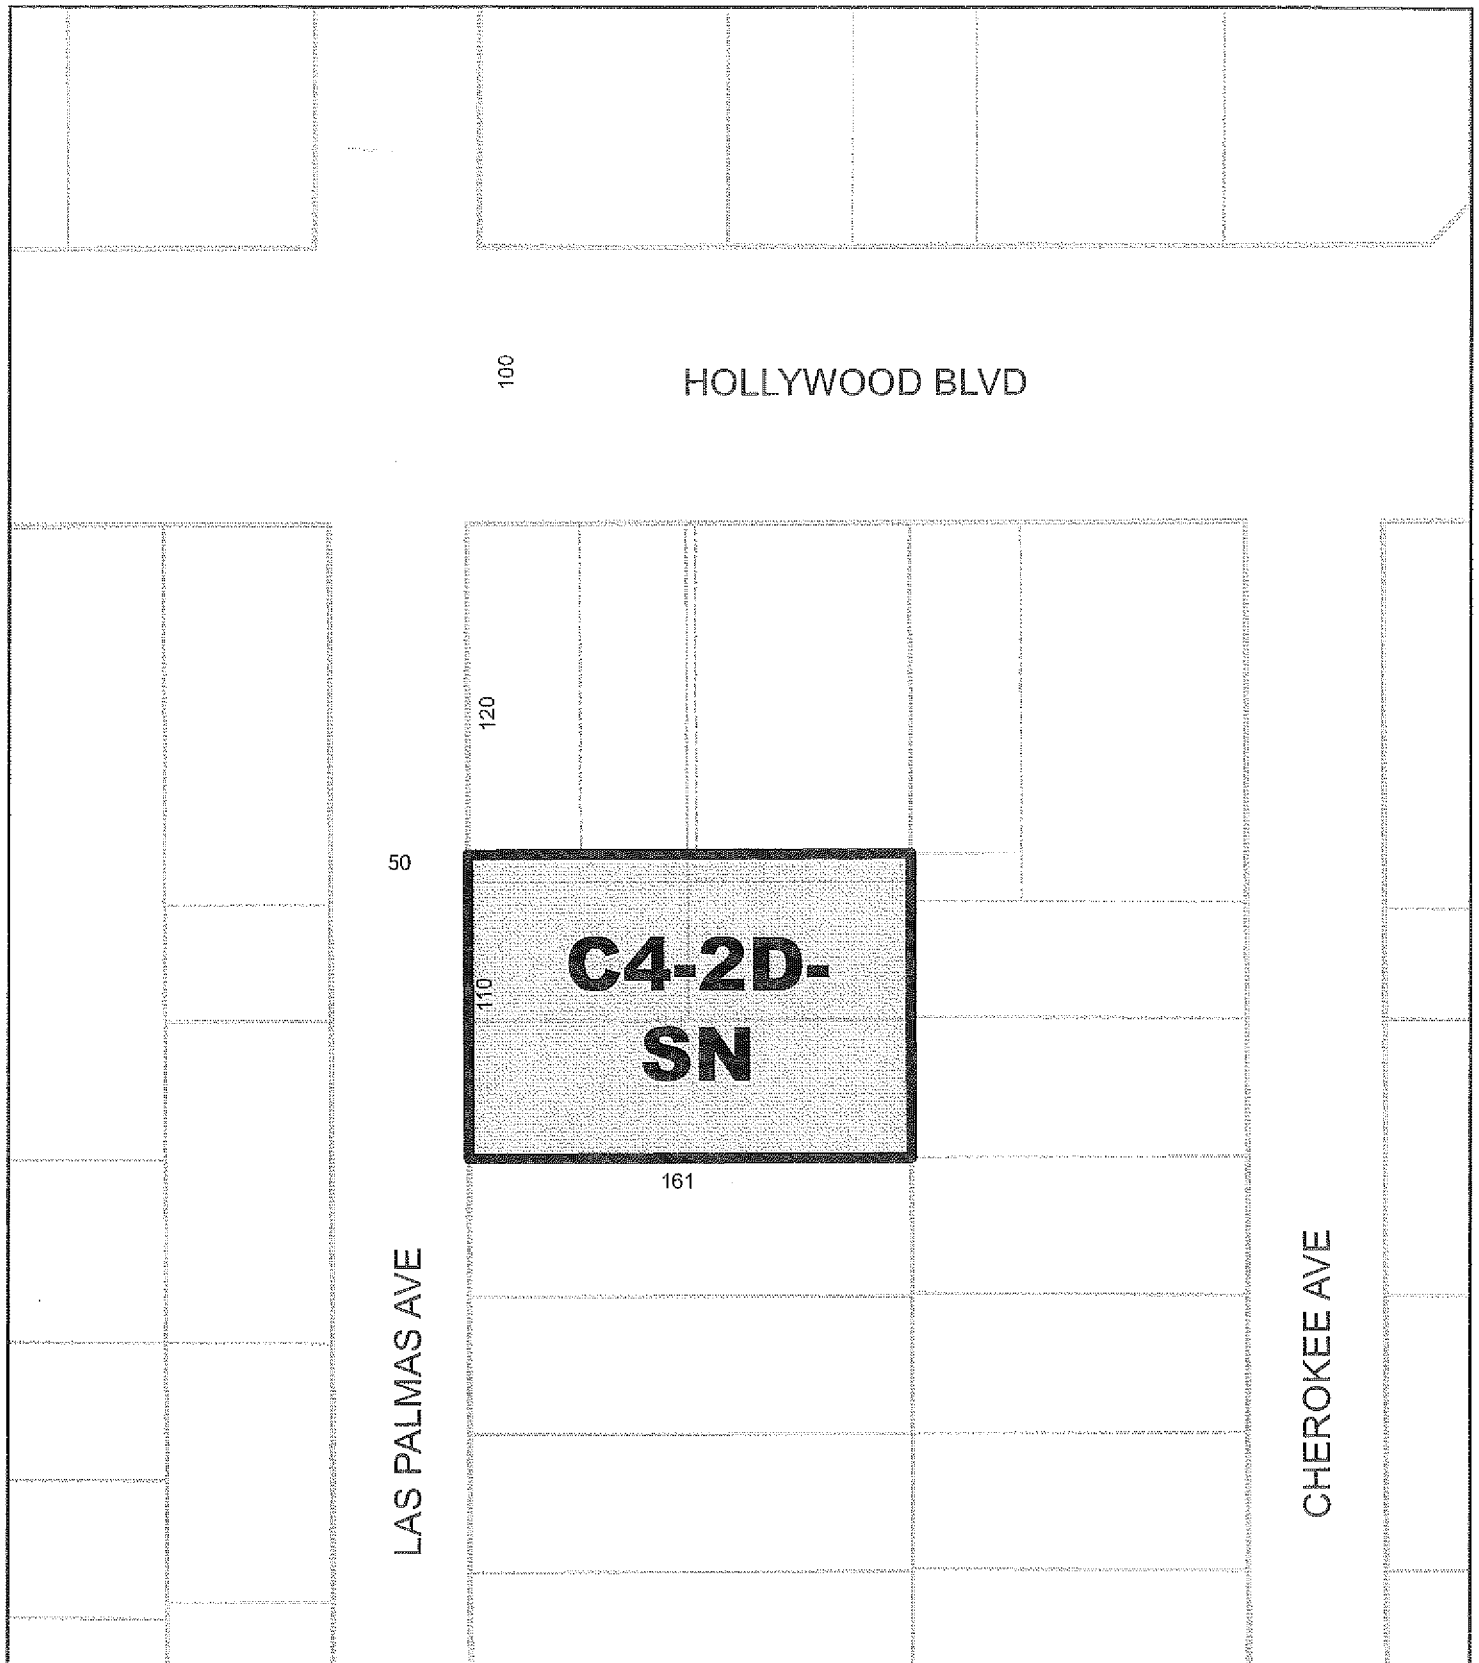 100
HOLLYWOOD BLVD
120
50
C4-2D-
SN
110
161
LAS PALMAS AVE
CHEROKEE AVE